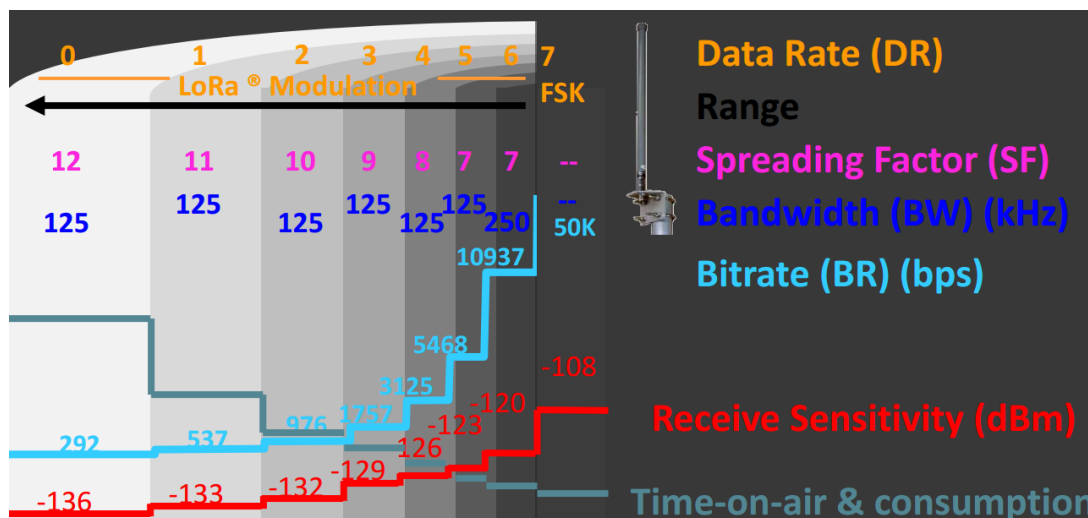 0 1 2 3 4 5 6 7
Data Rate (DR)
LoRa ® Modulation
FSK
Range
12 11 10 9 8 7 7 --
Spreading Factor (SF)
125 125 125 125 125 125 250 --
Bandwidth (BW) (kHz)
50K
10937
Bitrate (BR) (bps)
5468
3125
1757
976
537
292
-108
-120
-123
126
-129
-132
-133
-136
Receive Sensitivity (dBm)
Time-on-air & consumption